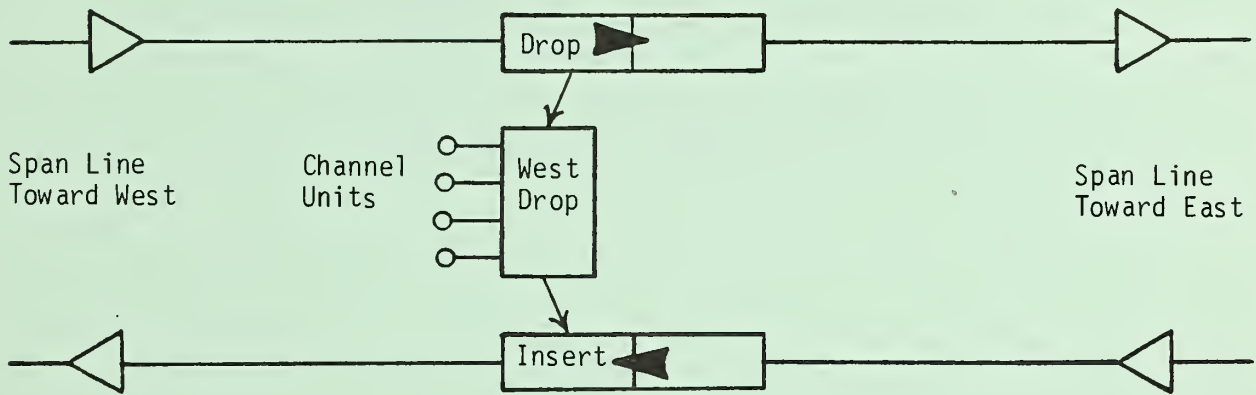 Drop
Span Line
Toward West
Channel
Units
West
Drop
Span Line
Toward East
Insert